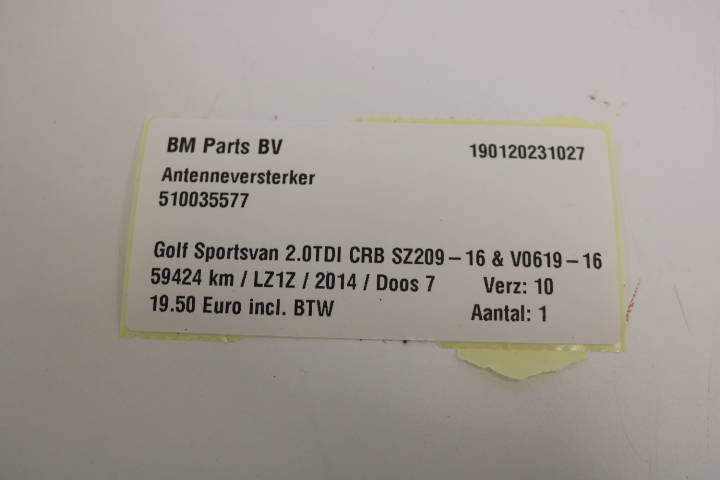 BM Parts BV 190120231027
Antenneversterker
510035577
Golf Sportsvan 2.0TDI CRB SZ209-16 & V0619-16
59424 km / LZ1Z / 2014 / Doos 7 Verz: 10
19.50 Euro incl. BTW Aantal: 1